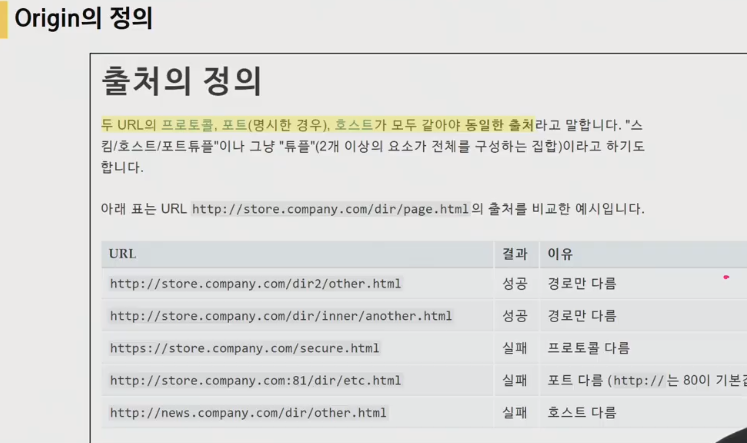 Origin의 정의
출처의 정의
두 URL의 프로토콜, 포트(명시한 경우), 호스트가 모두 같아야 동일한 출처라고 말합니다. "스
킴/호스트/포트튜플"이나 그냥 "튜플"(2개 이상의 요소가 전체를 구성하는 집합)이라고 하기도
합니다.
아래 표는 URL http://store.company.com/dir/page.html의 출처를 비교한 예시입니다.
URL 결과 이유
http://store.company.com/dir2/other.html 성공 경로만 다름
http://store.company.com/dir/inner/another.html 성공 경로만 다름
https://store.company.com/secure.html 실패 프로토콜 다름
http://store.company.com:81/dir/etc.html 실패 포트 다름 (http://는 80이 기본
http://news.company.com/dir/other.html 실패 호스트 다름